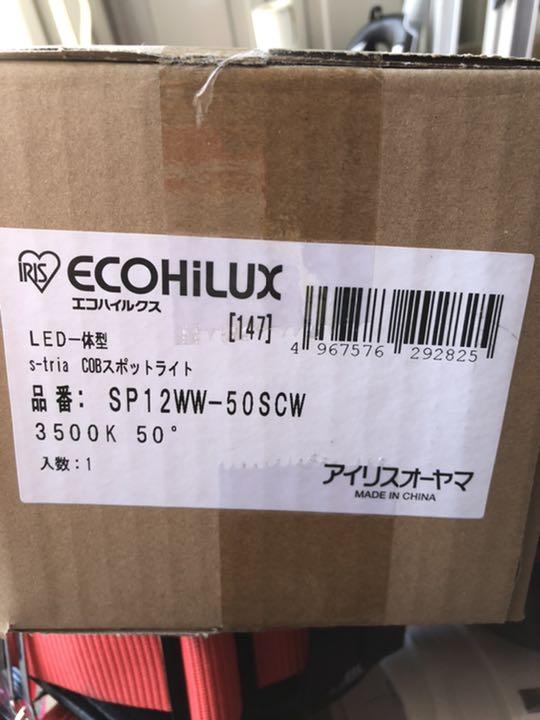 IRIS ECOHiLUX
エコハイルクス
LED一体型 [147]
s-tria COBスポットライト
4 967576 292825
品番: SP12WW-50SCW
3500K 50°
入数:1
アイリスオーヤマ
MADE IN CHINA